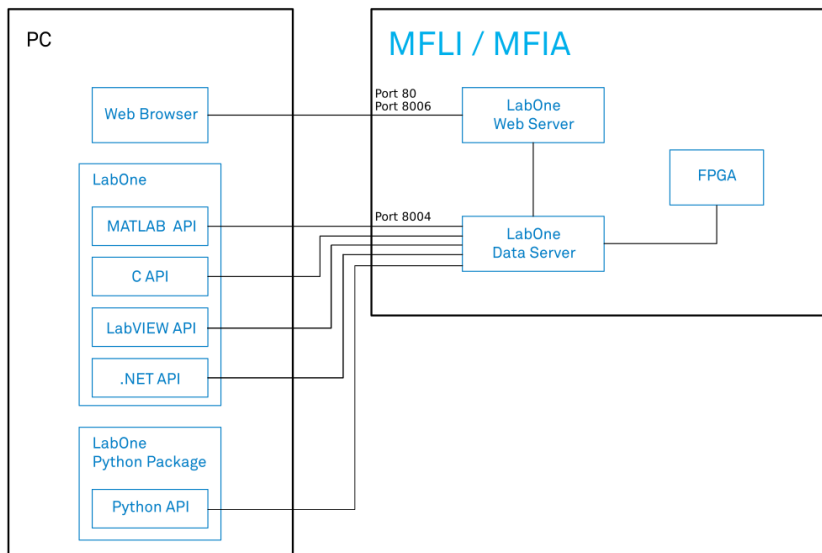 PC
MFLI / MFIA
Web Browser
Port 80
Port 8006
LabOne
Web Server
LabOne
MATLAB API
C API
LabVIEW API
.NET API
Port 8004
LabOne
Data Server
FPGA
LabOne
Python Package
Python API